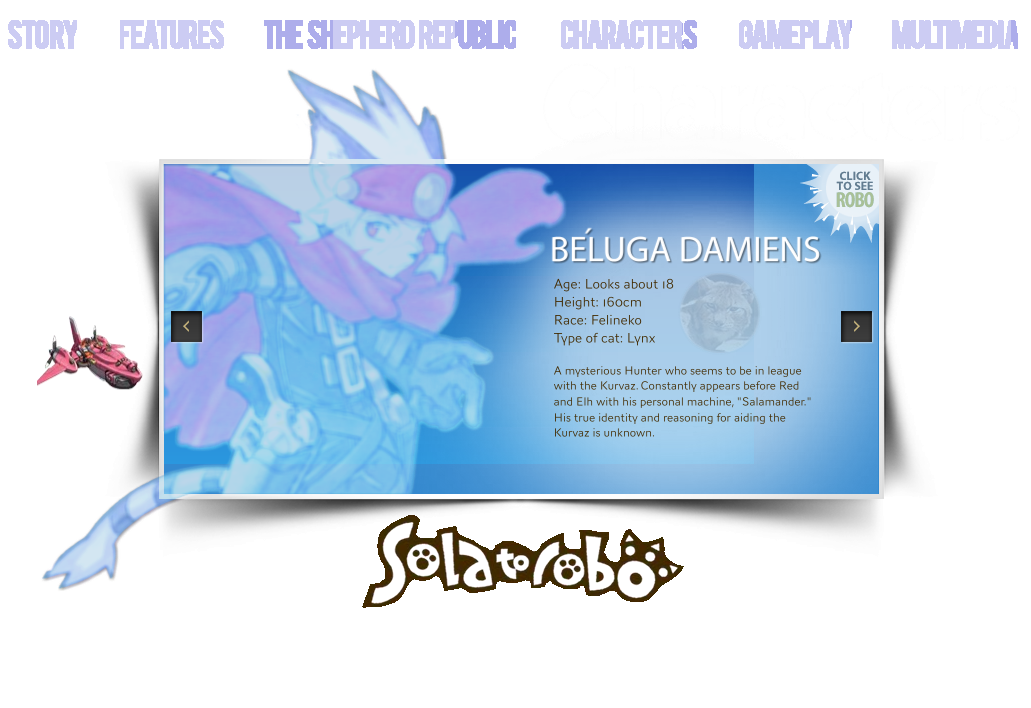 STORY FEATURES THE SHEPHERD REPUBLIC CHARACTERS GAMEPLAY MULTIMEDIA
CLICK
TO SEE
ROBO
BÉLUGA DAMIENS
Age: Looks about 18
Height: 160cm
Race: Felineko
Type of cat: Lynx
A mysterious Hunter who seems to be in league
with the Kurvaz. Constantly appears before Red
and Elh with his personal machine, "Salamander."
His true identity and reasoning for aiding the
Kurvaz is unknown.
Solatorobo